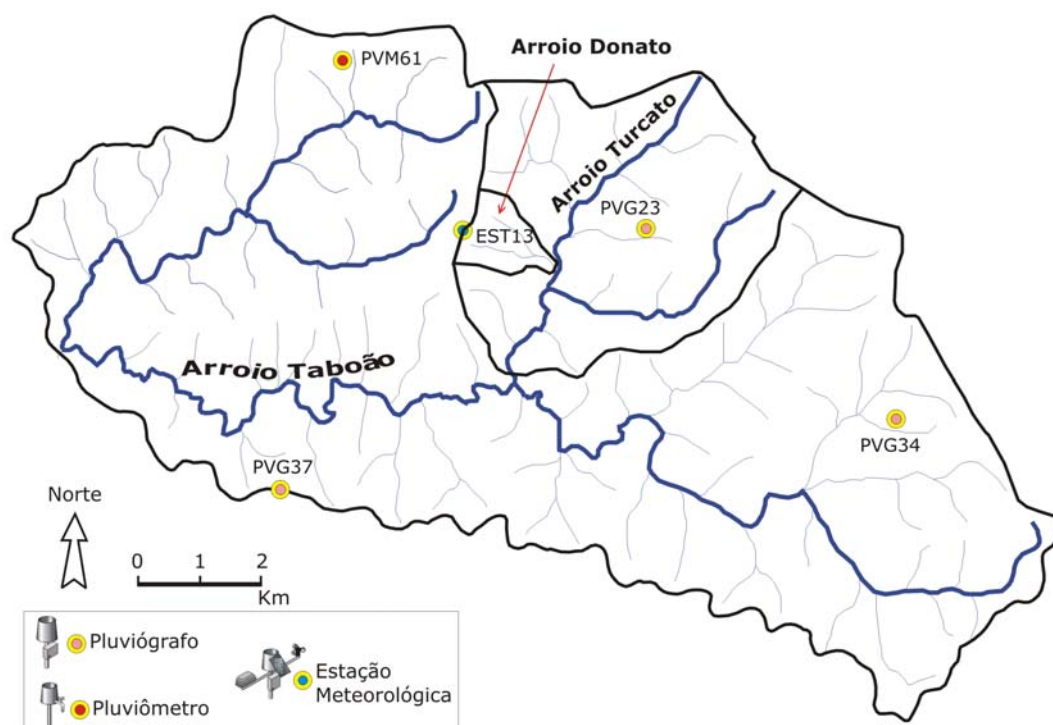 PVM61
Arroio Donato
Arroio Turcato
PVG23
EST13
Arroio Taboão
PVG34
PVG37
Norte
0 1 2
Km
Pluviógrafo
Estação
Meteorológica
Pluviômetro